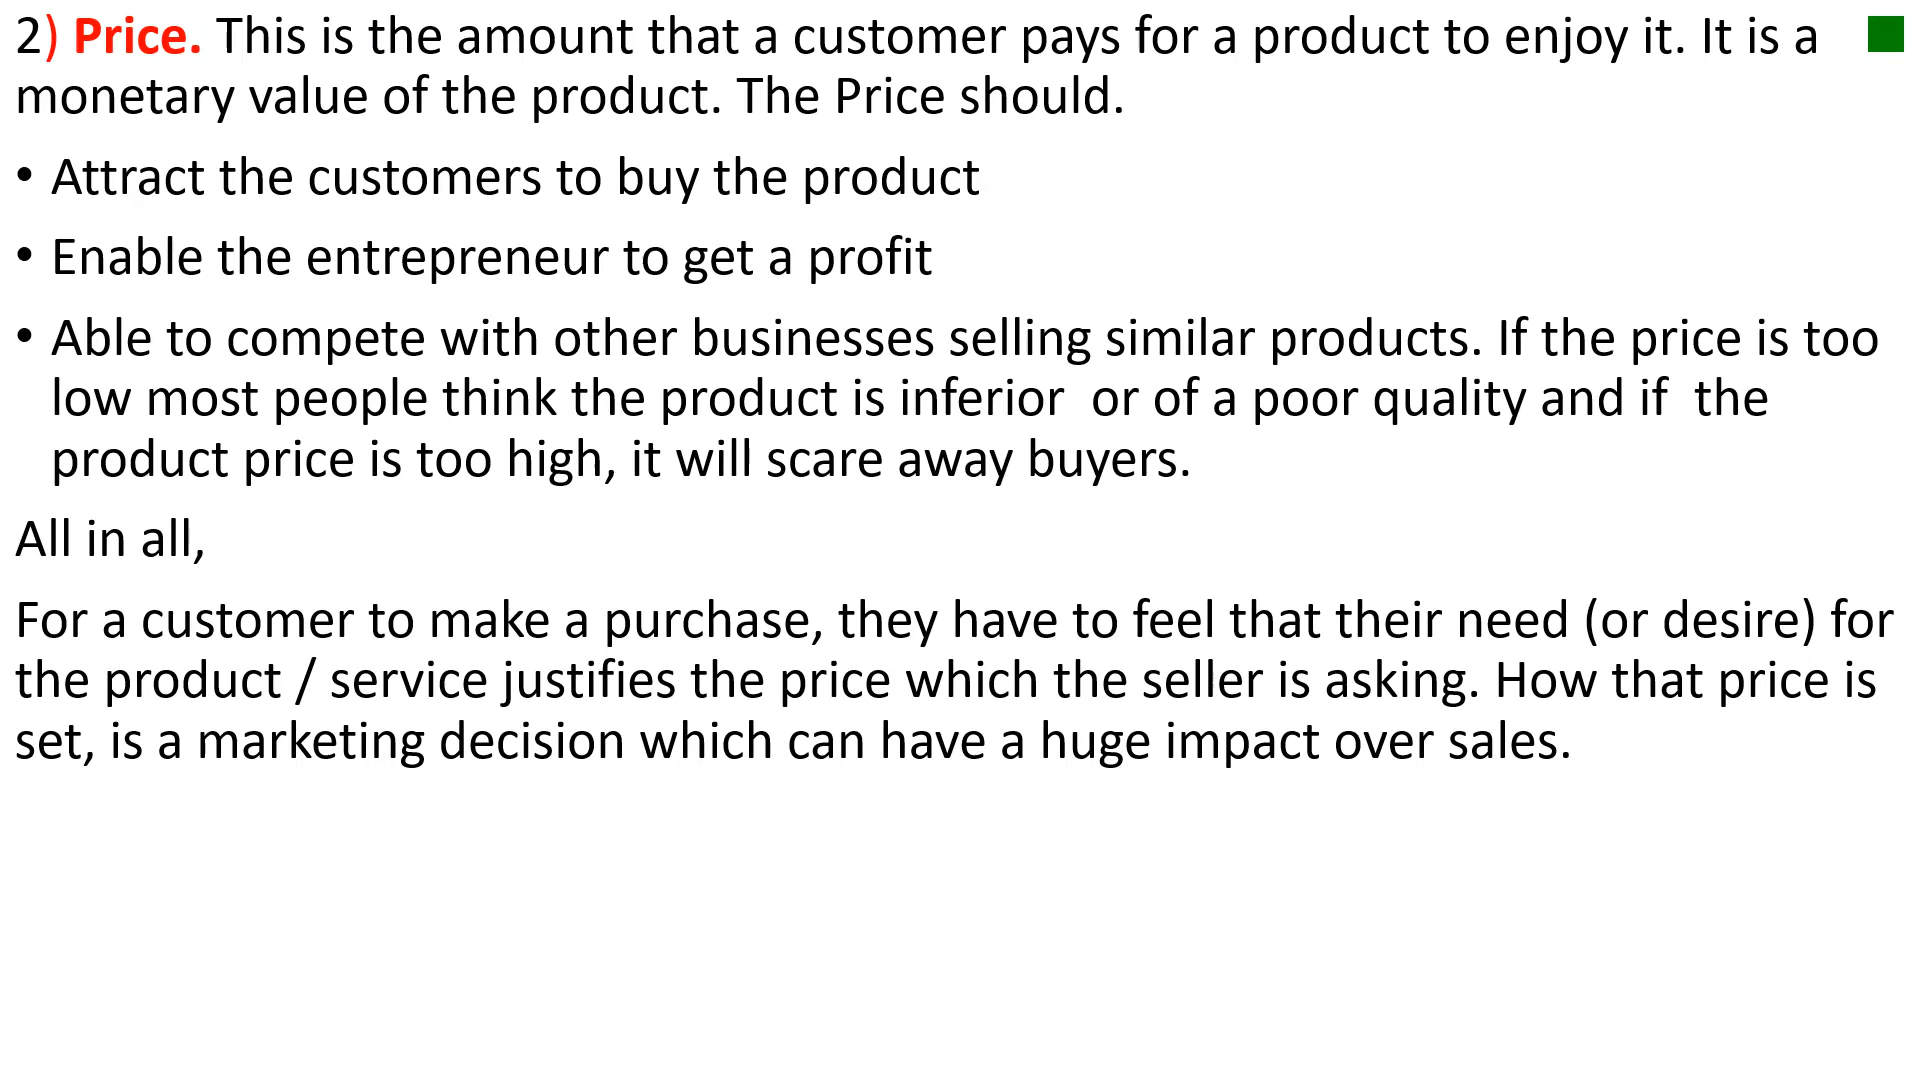 2) Price. This is the amount that a customer pays for a product to enjoy it. It is a
monetary value of the product. The Price should.
• Attract the customers to buy the product
• Enable the entrepreneur to get a profit
• Able to compete with other businesses selling similar products. If the price is too
low most people think the product is inferior  or of a poor quality and if  the
product price is too high, it will scare away buyers.
All in all,
For a customer to make a purchase, they have to feel that their need (or desire) for
the product / service justifies the price which the seller is asking. How that price is
set, is a marketing decision which can have a huge impact over sales.